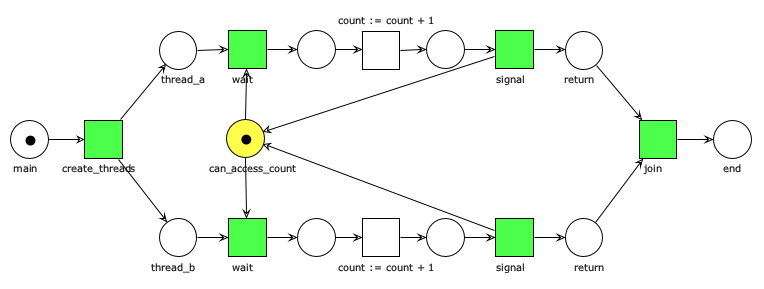 count := count + 1
thread_a
wait
signal
return
main
create_threads
can_access_count
join
end
thread_b
wait
count := count + 1
signal
return